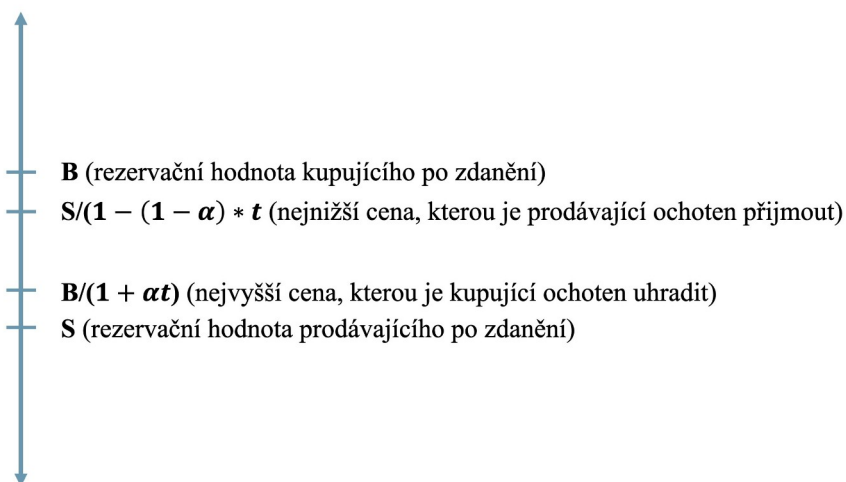 B (rezervační hodnota kupujícího po zdanění)
S/(1 − (1 − α) ∗ t (nejnižší cena, kterou je prodávající ochoten přijmout)
B/(1 + αt) (nejvyšší cena, kterou je kupující ochoten uhradit)
S (rezervační hodnota prodávajícího po zdanění)